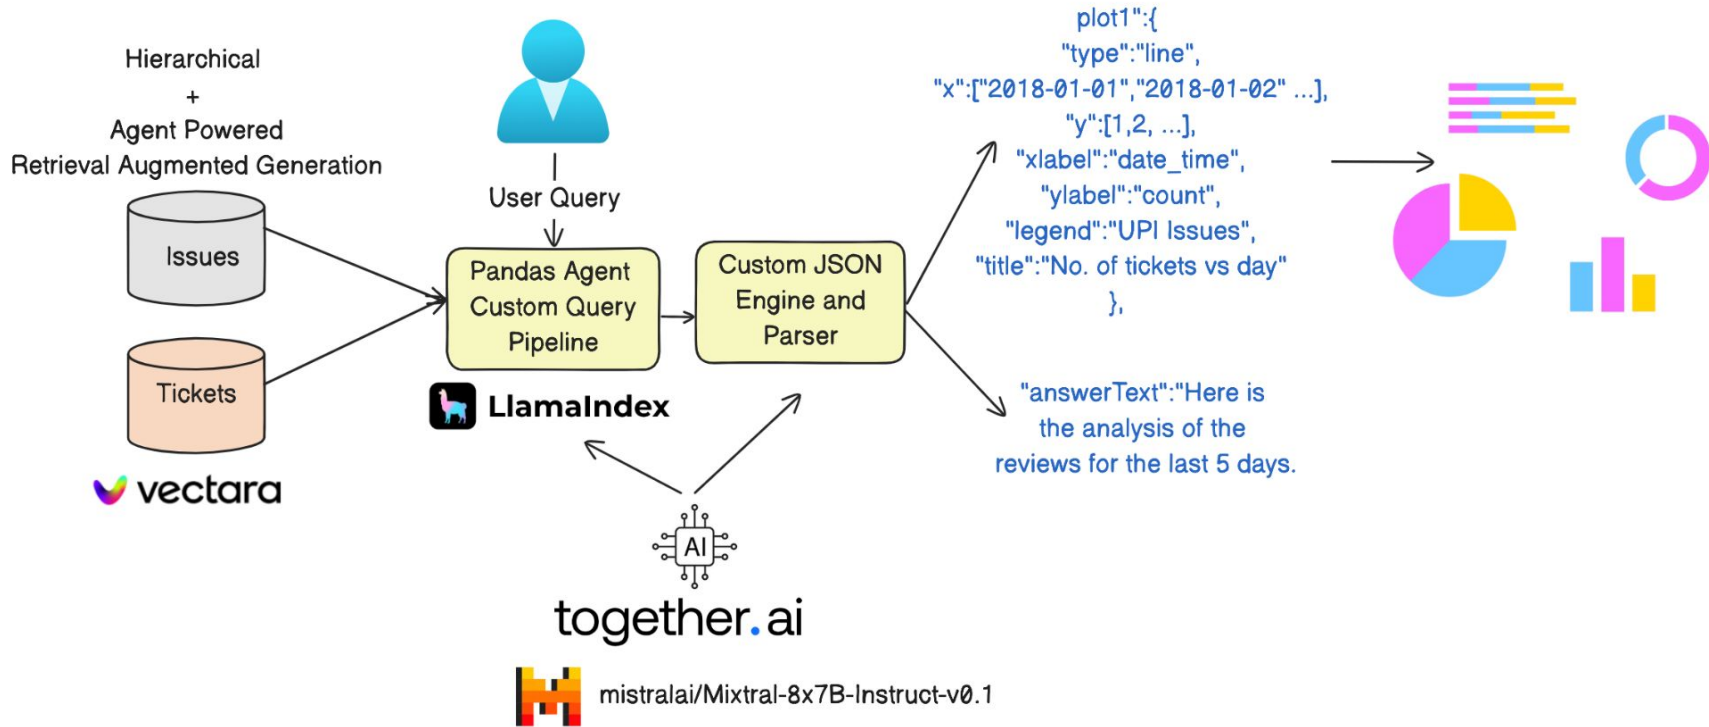 Hierarchical
+
Agent Powered
Retrieval Augmented Generation
Issues
Tickets
vectara
User Query
Pandas Agent
Custom Query
Pipeline
LlamaIndex
Custom JSON
Engine and
Parser
AI
together.ai
mistralai/Mixtral-8x7B-Instruct-v0.1
plot1":{
"type":"line",
"x":["2018-01-01","2018-01-02" ...],
"y":[1,2, ...],
"xlabel":"date_time",
"ylabel":"count",
"legend":"UPI Issues",
"title":"No. of tickets vs day"
},
"answerText":"Here is
the analysis of the
reviews for the last 5 days.